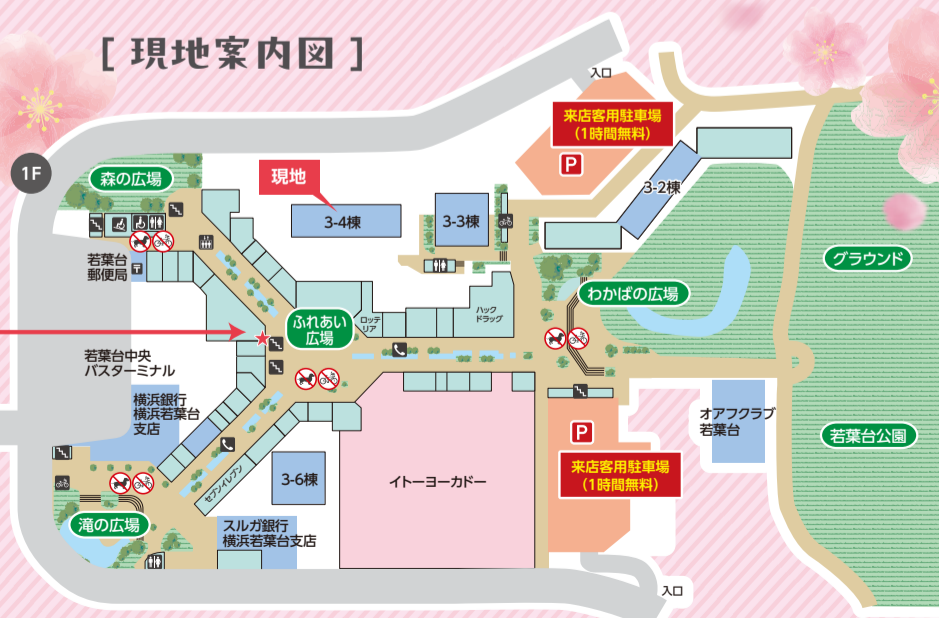 [ 現地案内図 ]
入口
来店客用駐車場
（1時間無料）
P
1F
森の広場
現地
3-4棟
3-3棟
3-2棟
若葉台
郵便局
〒
グラウンド
わかばの広場
ふれあい
広場
ロッテ
リア
ハック
ドラッグ
若葉台中央
バスターミナル
横浜銀行
横浜若葉台
支店
オアフクラブ
若葉台
若葉台公園
P
来店客用駐車場
（1時間無料）
イトーヨーカドー
セブンイレブン
3-6棟
滝の広場
スルガ銀行
横浜若葉台支店
入口